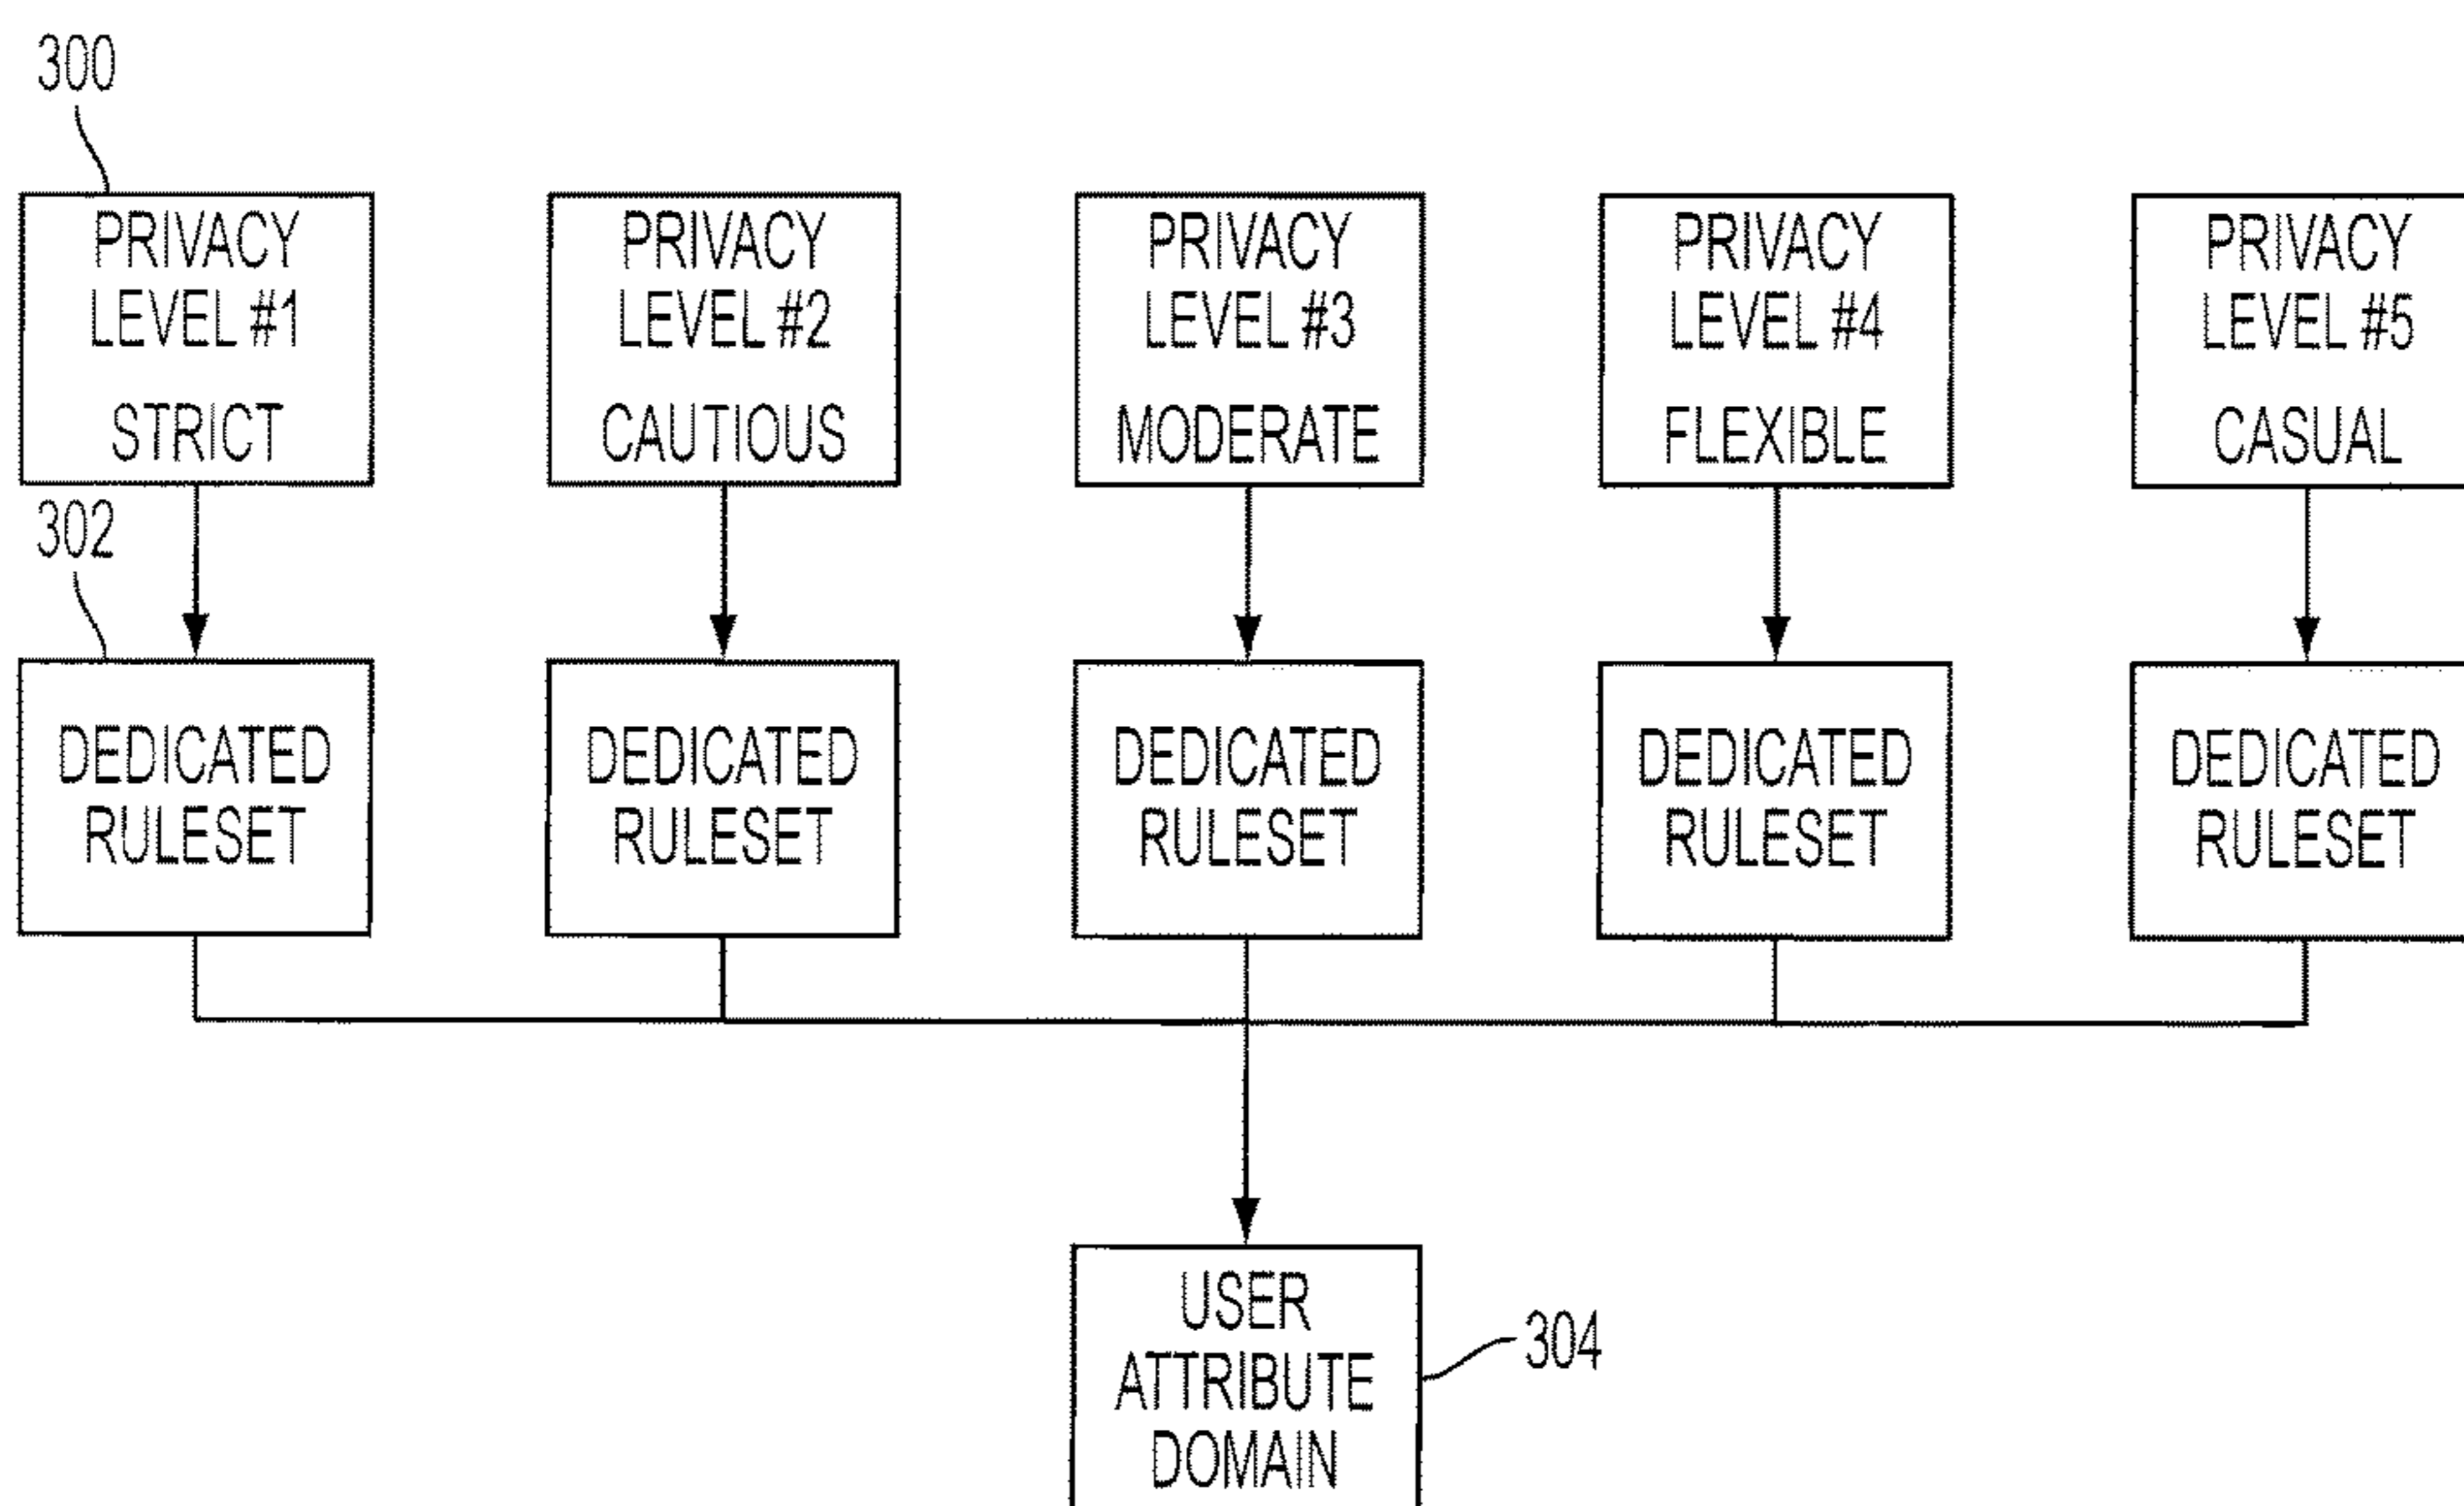 300
PRIVACY
LEVEL #1
STRICT
PRIVACY
LEVEL #2
CAUTIOUS
PRIVACY
LEVEL #3
MODERATE
PRIVACY
LEVEL #4
FLEXIBLE
PRIVACY
LEVEL #5
CASUAL
302
DEDICATED
RULESET
DEDICATED
RULESET
DEDICATED
RULESET
DEDICATED
RULESET
DEDICATED
RULESET
USER
ATTRIBUTE
DOMAIN
304